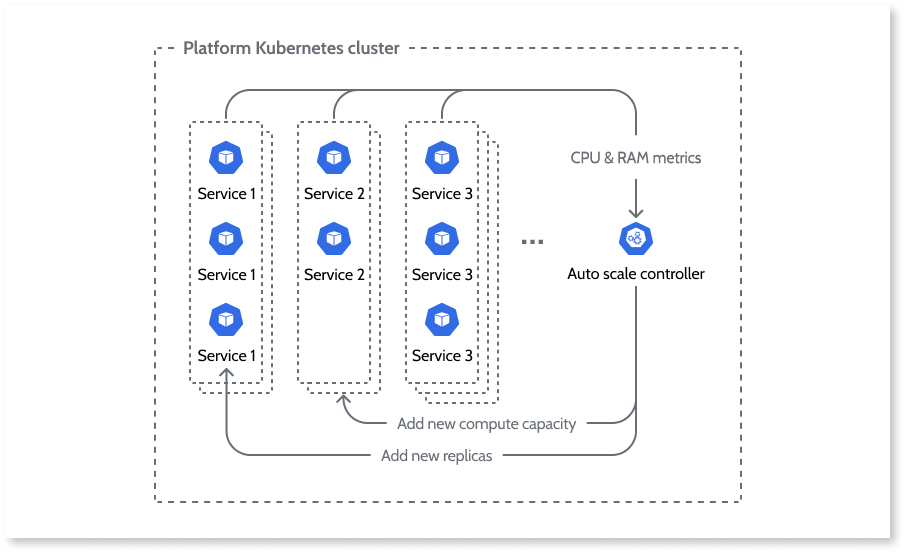 Platform Kubernetes cluster
CPU & RAM metrics
Service 1
Service 2
Service 3
Service 1
Service 2
Service 3
...
Auto scale controller
Service 1
Service 3
Add new compute capacity
Add new replicas